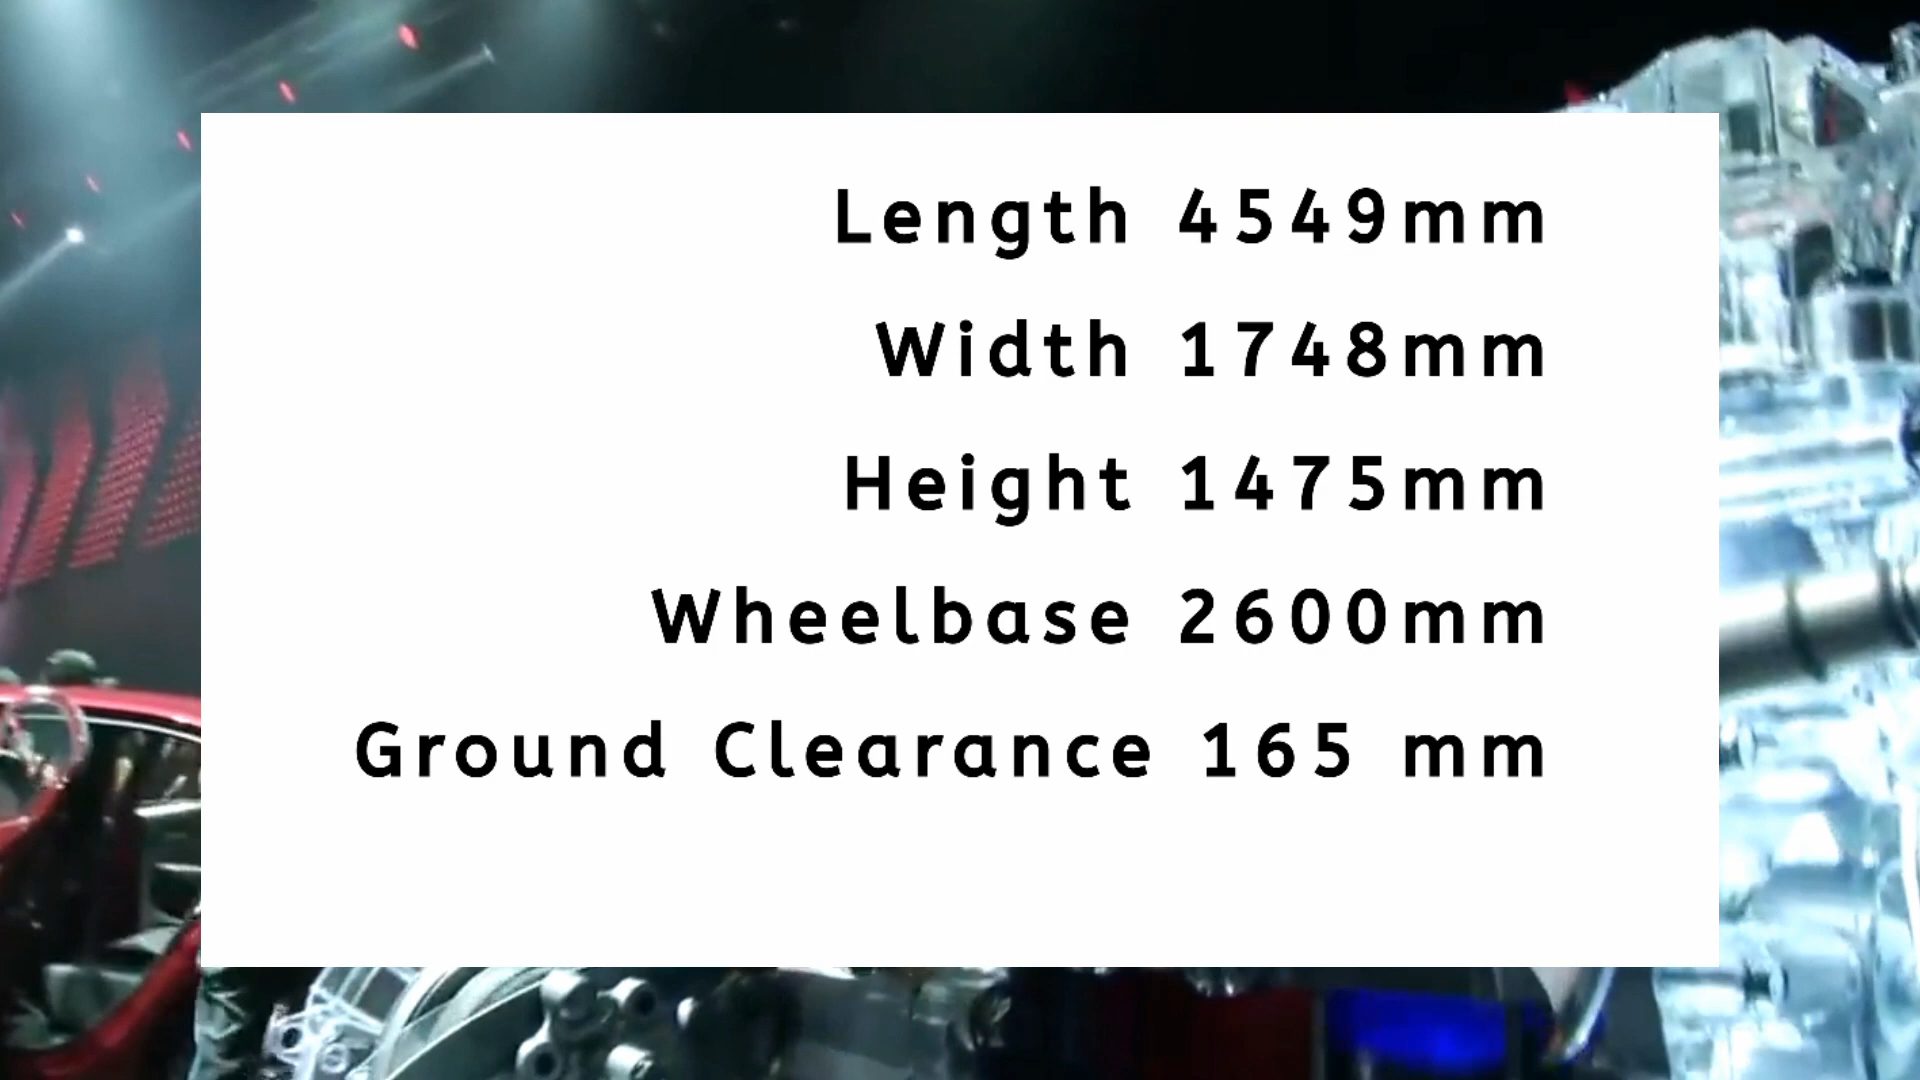 Length 4549mm
Width 1748mm
Height 1475mm
Wheelbase 2600mm
Ground Clearance 165 mm